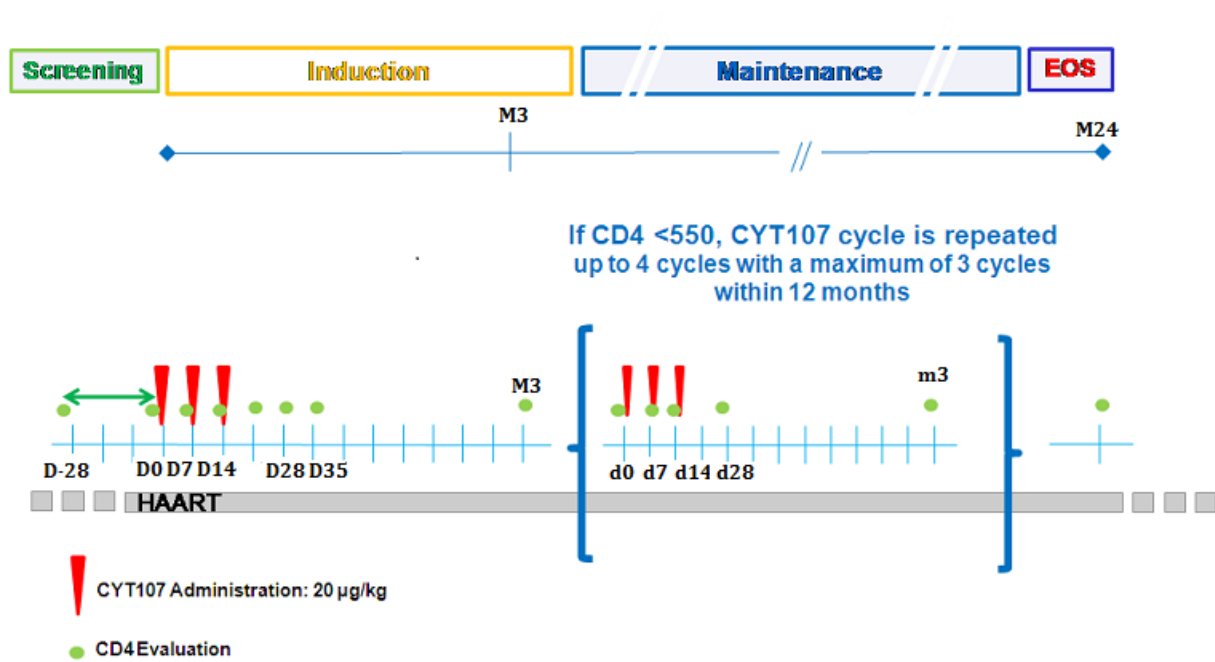 Screening
Induction
Maintenance
EOS
M3
M24
If CD4 <550, CYT107 cycle is repeated
up to 4 cycles with a maximum of 3 cycles
within 12 months
M3
m3
D-28
D0 D7 D14
D28 D35
d0 d7 d14 d28
HAART
CYT107 Administration: 20 µg/kg
CD4 Evaluation